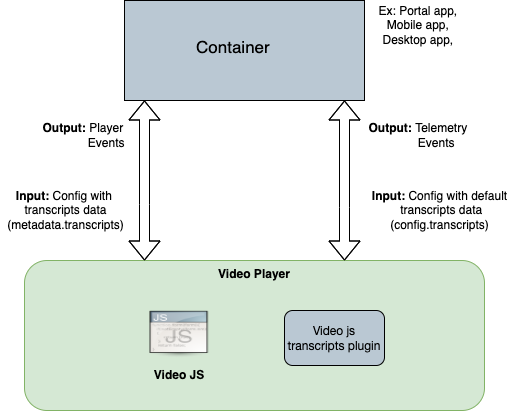 Container
Ex: Portal app,
Mobile app,
Desktop app,
Output: Player
Events
Output: Telemetry
Events
Input: Config with
transcripts data
(metadata.transcripts)
Input: Config with default
transcripts data
(config.transcripts)
Video Player
JS
JS
Video JS
Video js
transcripts plugin